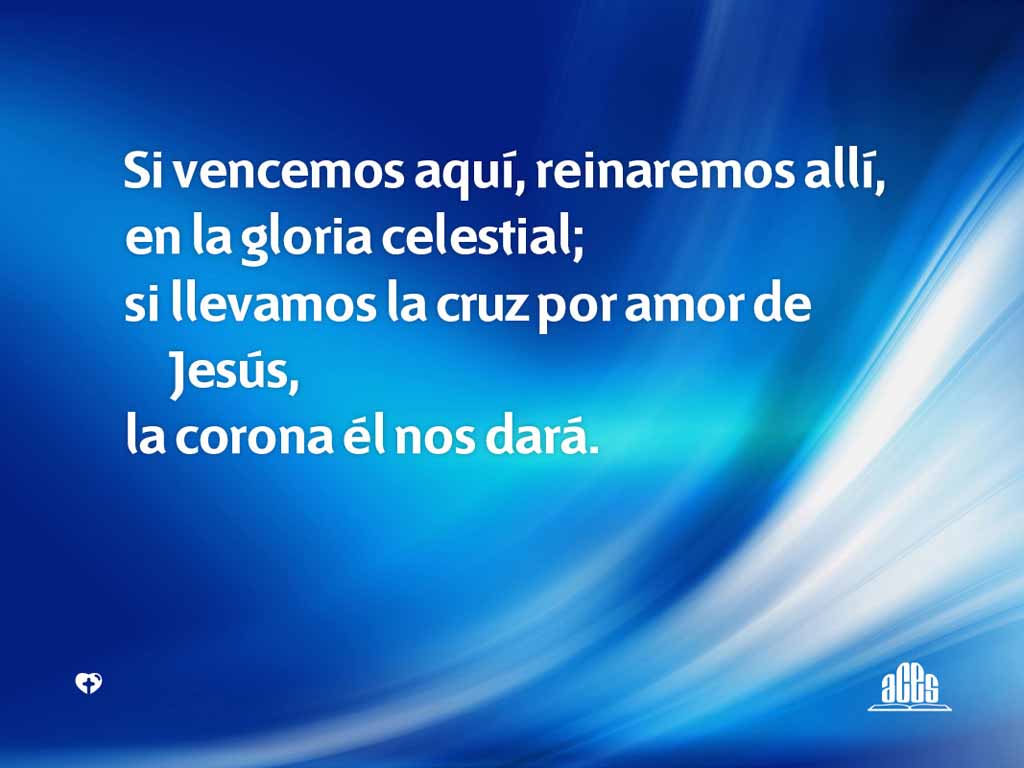 Si vencemos aquí, reinaremos allí,
en la gloria celestial;
si llevamos la cruz por amor de
Jesús,
la corona él nos dará.
aces